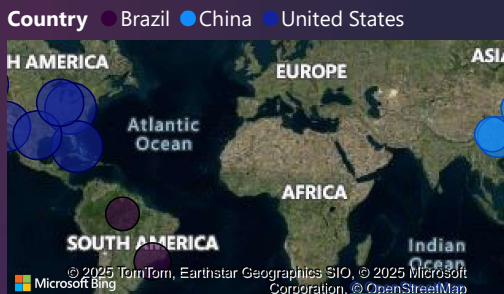 Country Brazil China United States
H AMERICA
ASI
EUROPE
Atlantic
Ocean
AFRICA
SOUTH AMERICA
Indian
Ocean
© 2025 TomTom, Earthstar Geographics SIO, © 2025 Microsoft
Microsoft Bing
Corporation, © OpenStreetMap